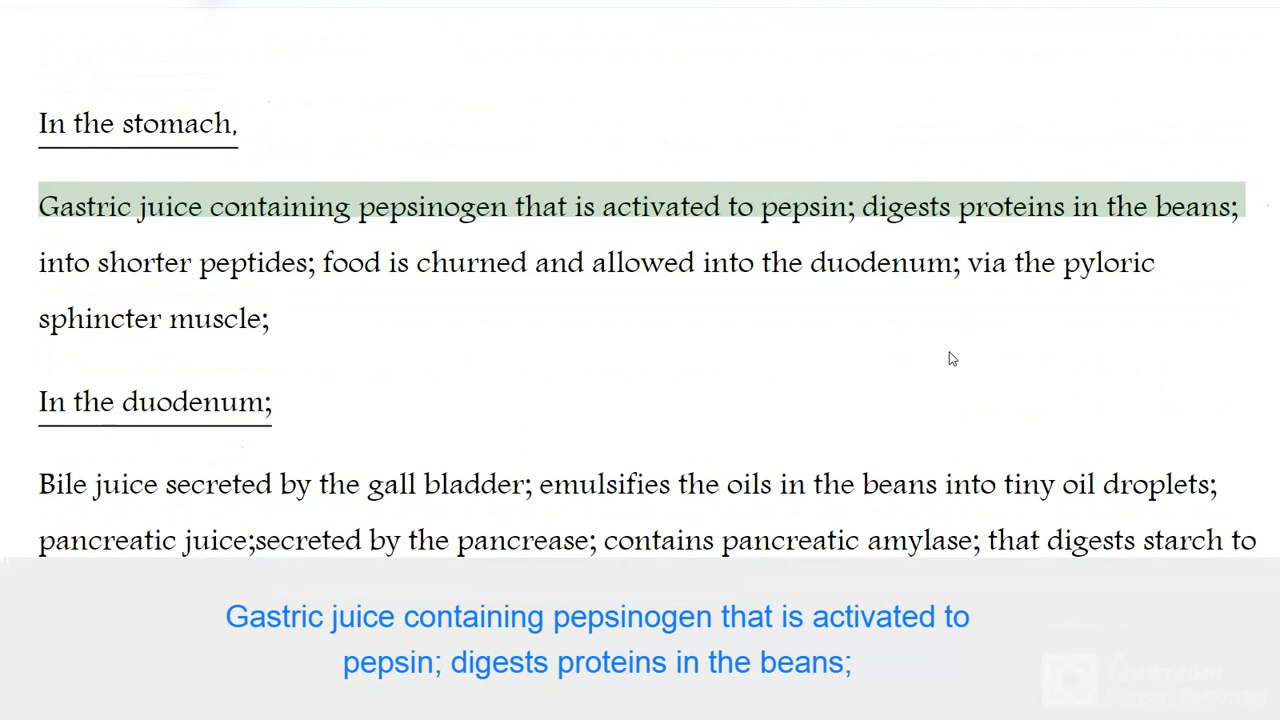 In the stomach,
Gastric juice containing pepsinogen that is activated to pepsin; digests proteins in the beans;
into shorter peptides; food is churned and allowed into the duodenum; via the pyloric
sphincter muscle;
In the duodenum;
Bile juice secreted by the gall bladder; emulsifies the oils in the beans into tiny oil droplets;
pancreatic juice;secreted by the pancrease; contains pancreatic amylase; that digests starch to
Gastric juice containing pepsinogen that is activated to
pepsin; digests proteins in the beans;